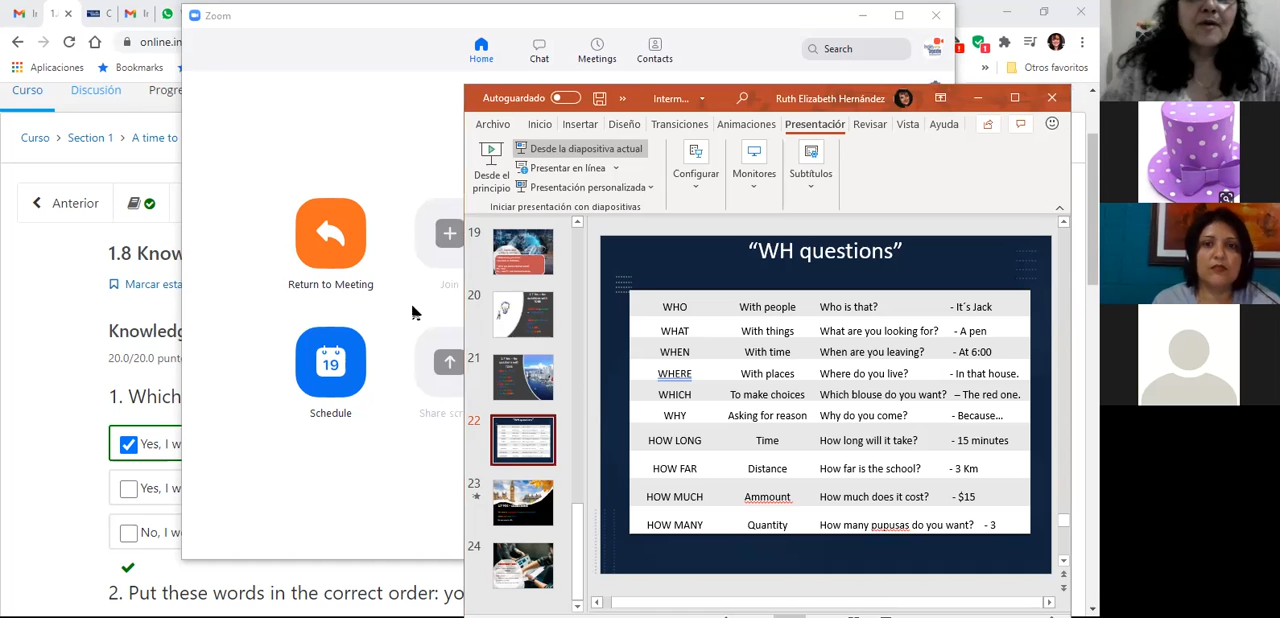 Zoom
online.in
Home
Chat
Meetings
Contacts
Search
Aplicaciones
Bookmarks
Otros favoritos
Curso
Discusión
Progre
Curso
Section 1
A time to
Anterior
1.8 Know
Marcar esta
Knowledg
20.0/20.0 punto
1. Which
Yes, I w
Yes, I w
No, I w
2. Put these words in the correct order: yo
Return to Meeting
Join
19
Schedule
Share scr
Autoguardado
Interm...
Ruth Elizabeth Hernández
Archivo Inicio Insertar Diseño Transiciones Animaciones Presentación Revisar Vista Ayuda
Desde el principio
Desde la diapositiva actual
Presentar en línea
Presentación personalizada
Configurar
Monitores
Subtítulos
Iniciar presentación con diapositivas
19
20
21
22
23
24
“WH questions”
WHO With people Who is that? - It´s Jack
WHAT With things What are you looking for? - A pen
WHEN With time When are you leaving? - At 6:00
WHERE With places Where do you live? - In that house.
WHICH To make choices Which blouse do you want? – The red one.
WHY Asking for reason Why do you come? - Because...
HOW LONG Time How long will it take? - 15 minutes
HOW FAR Distance How far is the school? - 3 Km
HOW MUCH Ammount How much does it cost? - $15
HOW MANY Quantity How many pupusas do you want? - 3